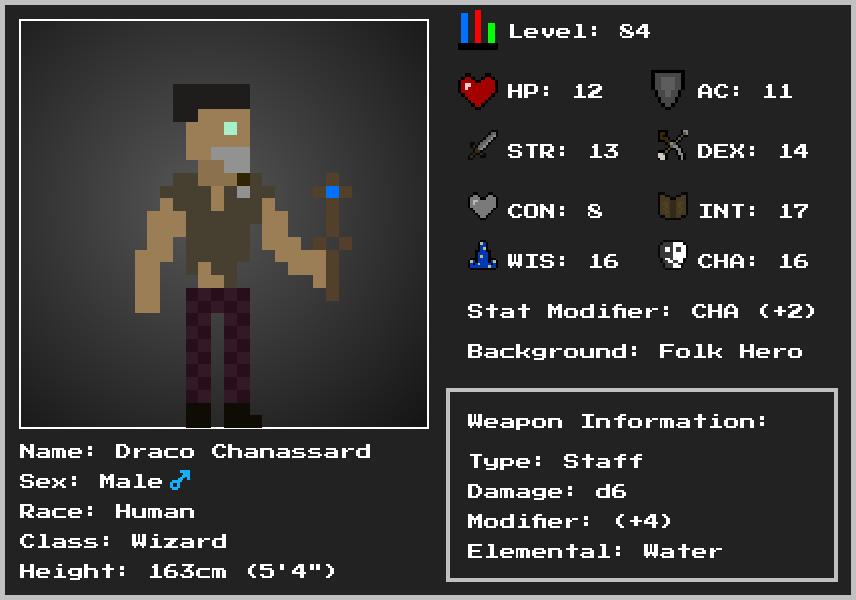 Level: 84
HP: 12 AC: 11
STR: 13 DEX: 14
CON: 8 INT: 17
WIS: 16 CHA: 16
Stat Modifier: CHA (+2)
Background: Folk Hero
Weapon Information:
Type: Staff
Damage: d6
Modifier: (+4)
Elemental: Water
Name: Draco Chanassard
Sex: Male ♂
Race: Human
Class: Wizard
Height: 163cm (5'4")